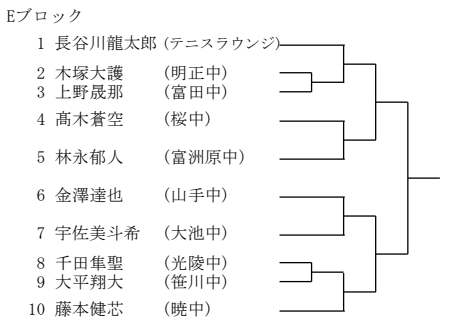 Eブロック
1 長谷川龍太郎 (テニスラウンジ)
2 木塚大護 (明正中)
3 上野晟那 (富田中)
4 髙木蒼空 (桜中)
5 林永郁人 (富洲原中)
6 金澤達也 (山手中)
7 宇佐美斗希 (大池中)
8 千田隼聖 (光陵中)
9 大平翔大 (笹川中)
10 藤本健芯 (暁中)